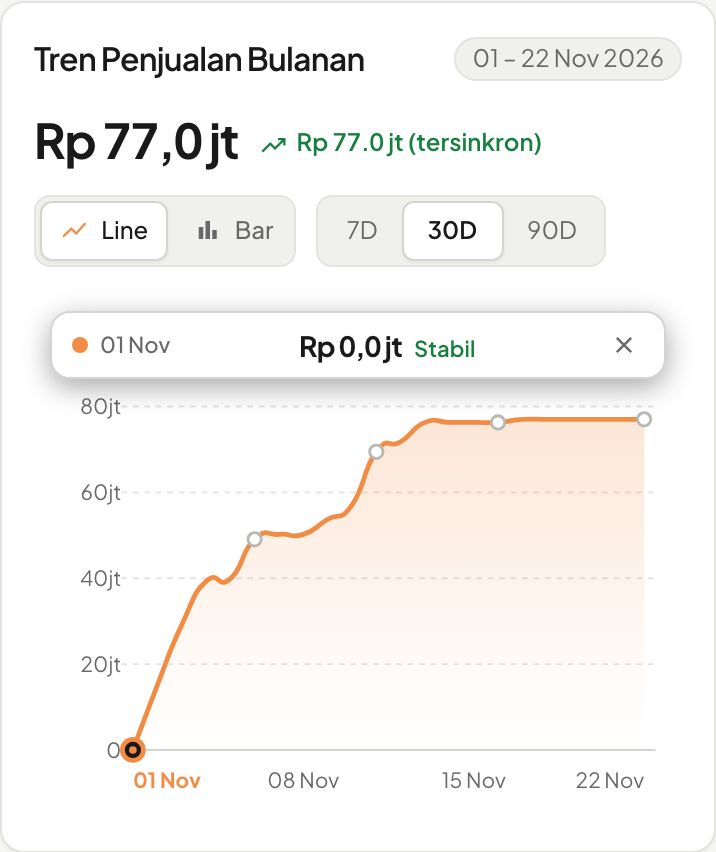 Tren Penjualan Bulanan
01 – 22 Nov 2026
Rp 77,0 jt
Rp 77.0 jt (tersinkron)
Line
Bar
7D
30D
90D
01 Nov
Rp 0,0 jt
Stabil
80jt
60jt
40jt
20jt
0
01 Nov
08 Nov
15 Nov
22 Nov